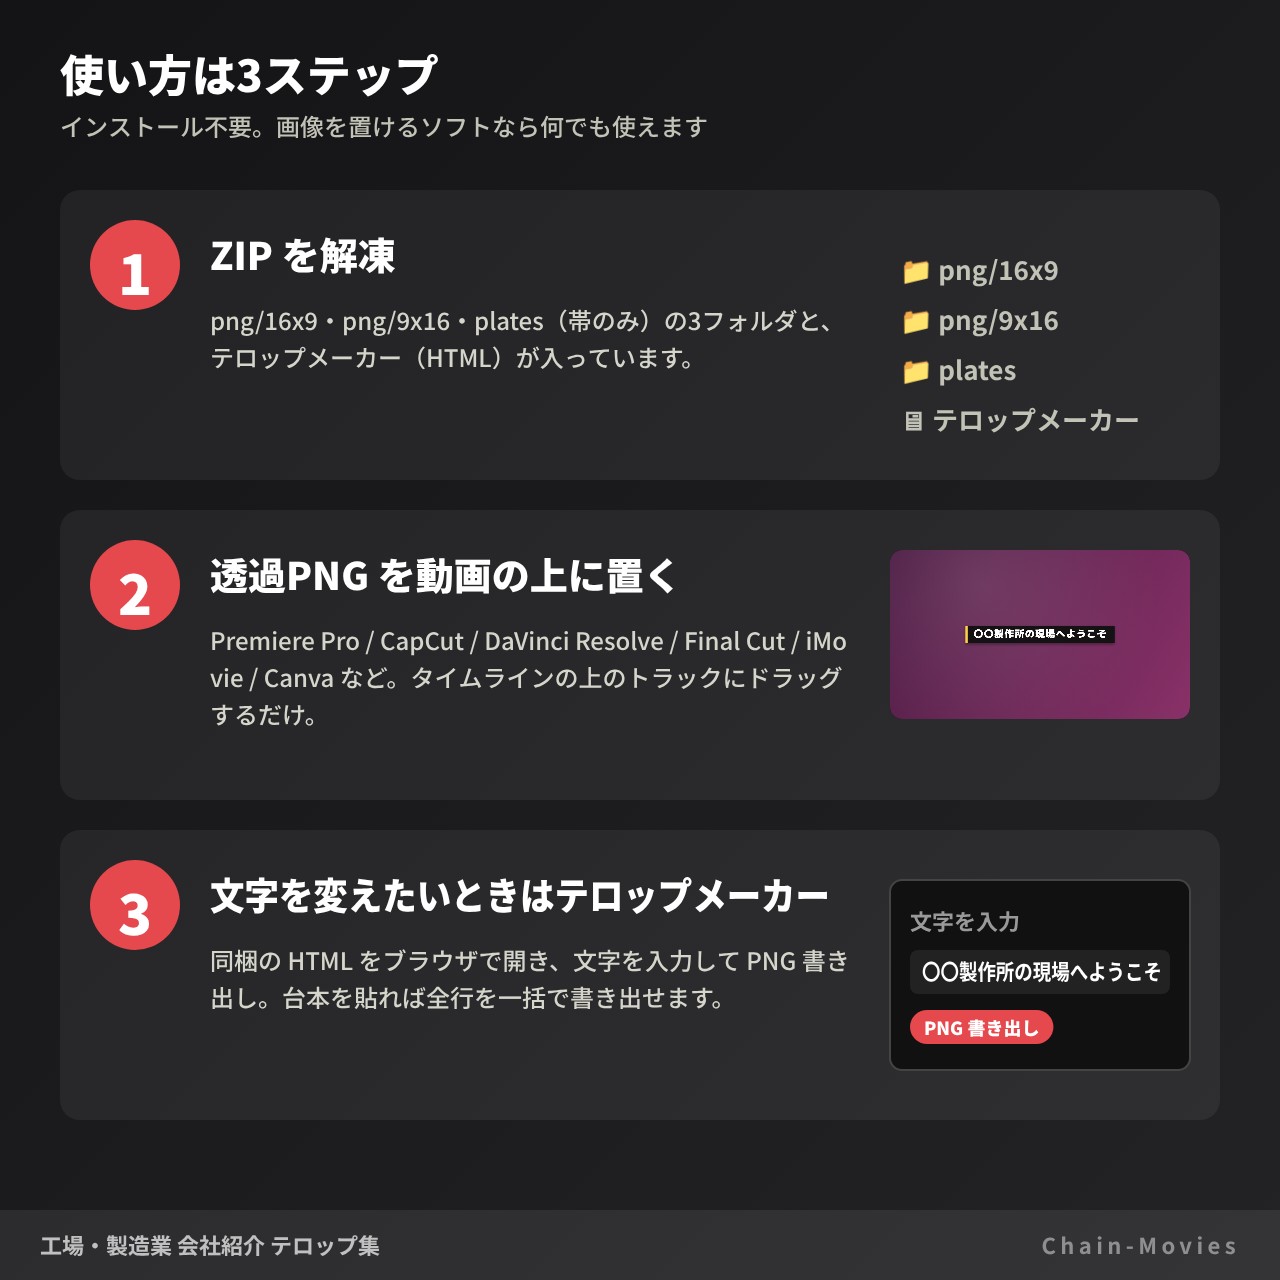 使い方は3ステップ
インストール不要。画像を置けるソフトなら何でも使えます
1
ZIP を解凍
png/16x9・png/9x16・plates（帯のみ）の3フォルダと、
テロップメーカー（HTML）が入っています。
png/16x9
png/9x16
plates
テロップメーカー
2
透過PNG を動画の上に置く
Premiere Pro / CapCut / DaVinci Resolve / Final Cut / iMo
vie / Canva など。タイムラインの上のトラックにドラッグ
するだけ。
〇〇製作所の現場へようこそ
3
文字を変えたいときはテロップメーカー
同梱の HTML をブラウザで開き、文字を入力して PNG 書き
出し。台本を貼れば全行を一括で書き出せます。
文字を入力
〇〇製作所の現場へようこそ
PNG 書き出し
工場・製造業 会社紹介 テロップ集
Chain-Movies